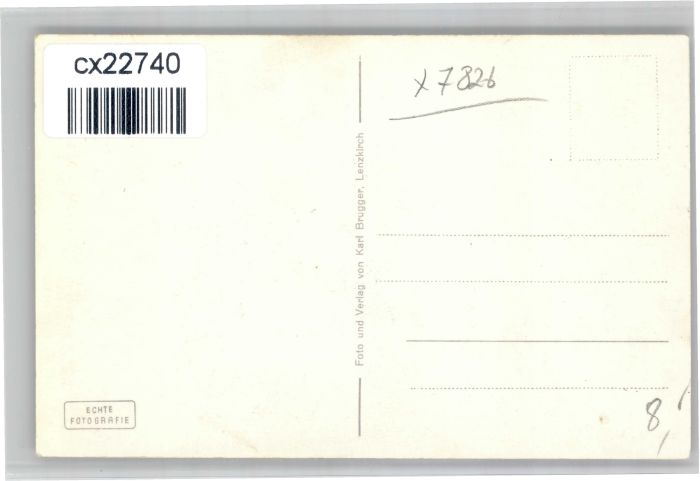 cx22740
x 7826
Foto und Verlag von Karl Brugger, Lenzkirch
ECHTE
FOTOGRAFIE
8,